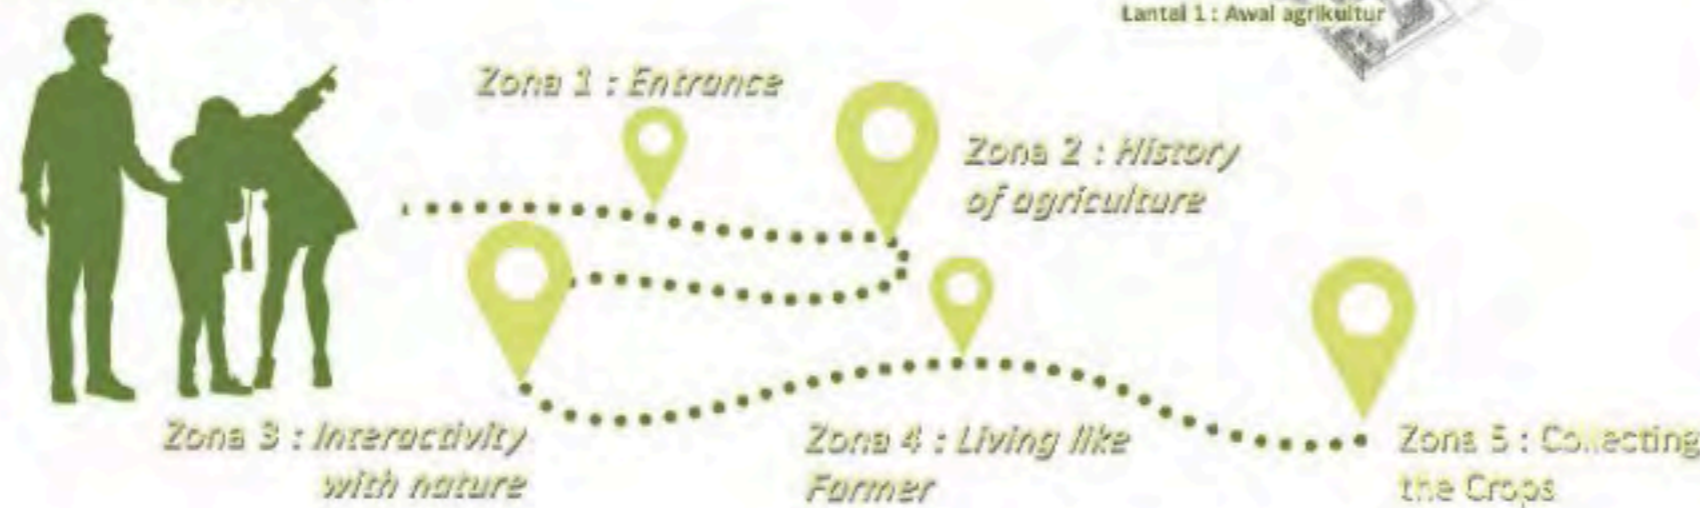 Lantai 1 : Awal agrikultur
Zona 1 : Entrance
Zona 2 : History
of agriculture
Zona 3 : Interactivity
with nature
Zona 4 : Living like
Farmer
Zona 5 : Collecting
the Crops